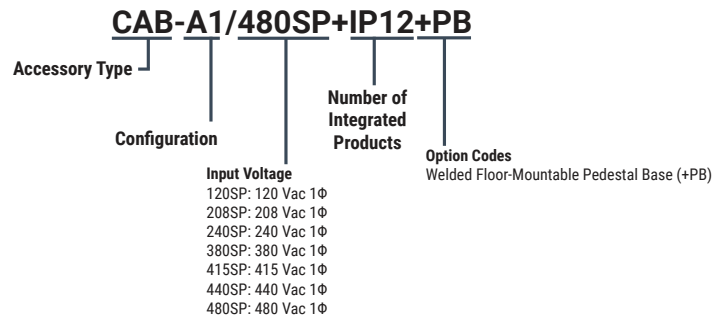 CAB-A1/480SP+IP12+PB
Accessory Type
Configuration
Input Voltage
120SP: 120 Vac 1Φ
208SP: 208 Vac 1Φ
240SP: 240 Vac 1Φ
380SP: 380 Vac 1Φ
415SP: 415 Vac 1Φ
440SP: 440 Vac 1Φ
480SP: 480 Vac 1Φ
Number of
Integrated
Products
Option Codes
Welded Floor-Mountable Pedestal Base (+PB)